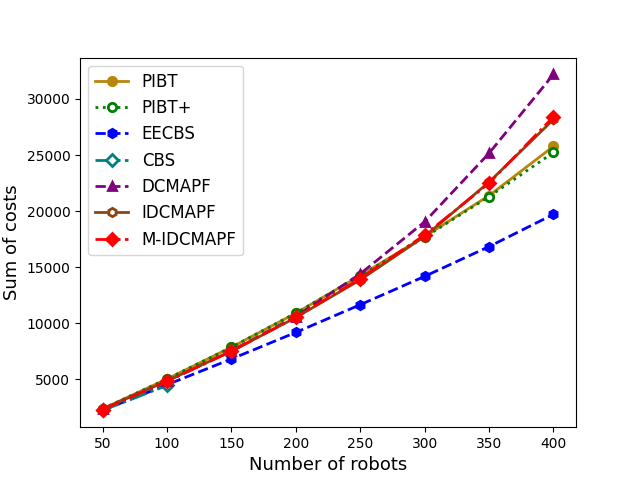 PIBT
PIBT+
EECBS
CBS
DCMAPF
IDCMAPF
M-IDCMAPF
30000
25000
20000
15000
10000
5000
Sum of costs
50 100 150 200 250 300 350 400
Number of robots